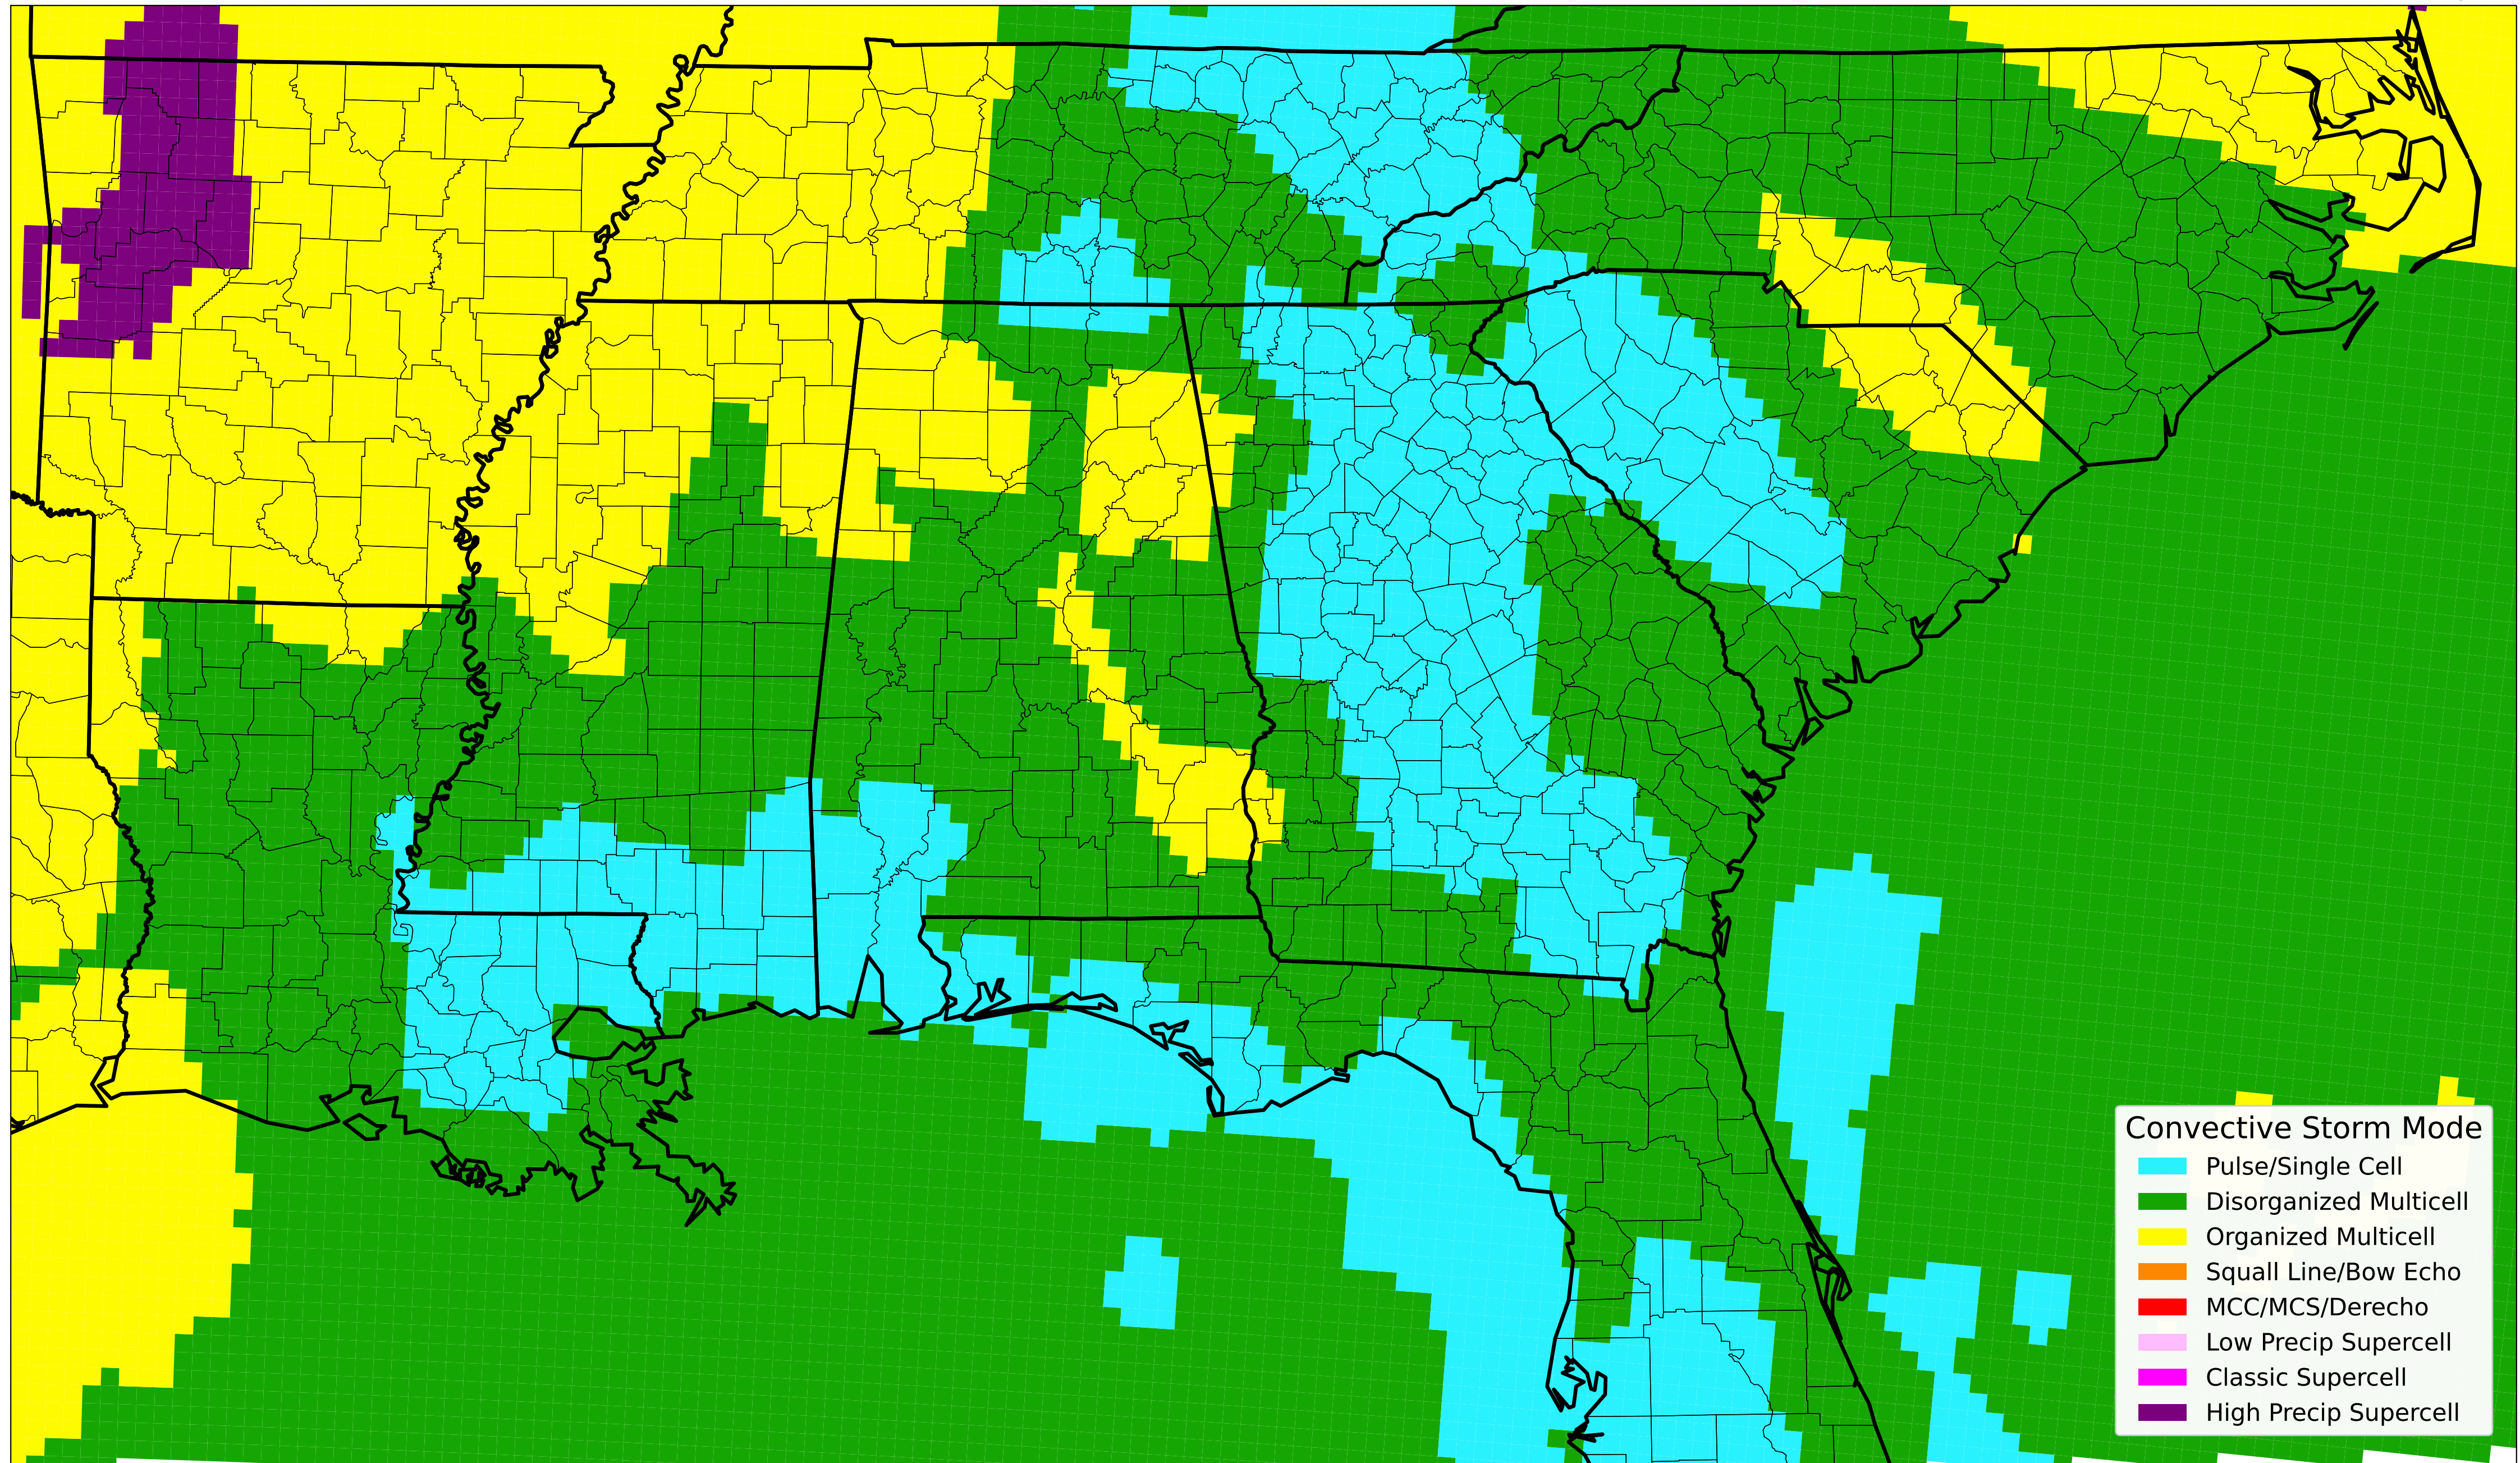 Convective Storm Mode
Pulse/Single Cell
Disorganized Multicell
Organized Multicell
Squall Line/Bow Echo
MCC/MCS/Derecho
Low Precip Supercell
Classic Supercell
High Precip Supercell